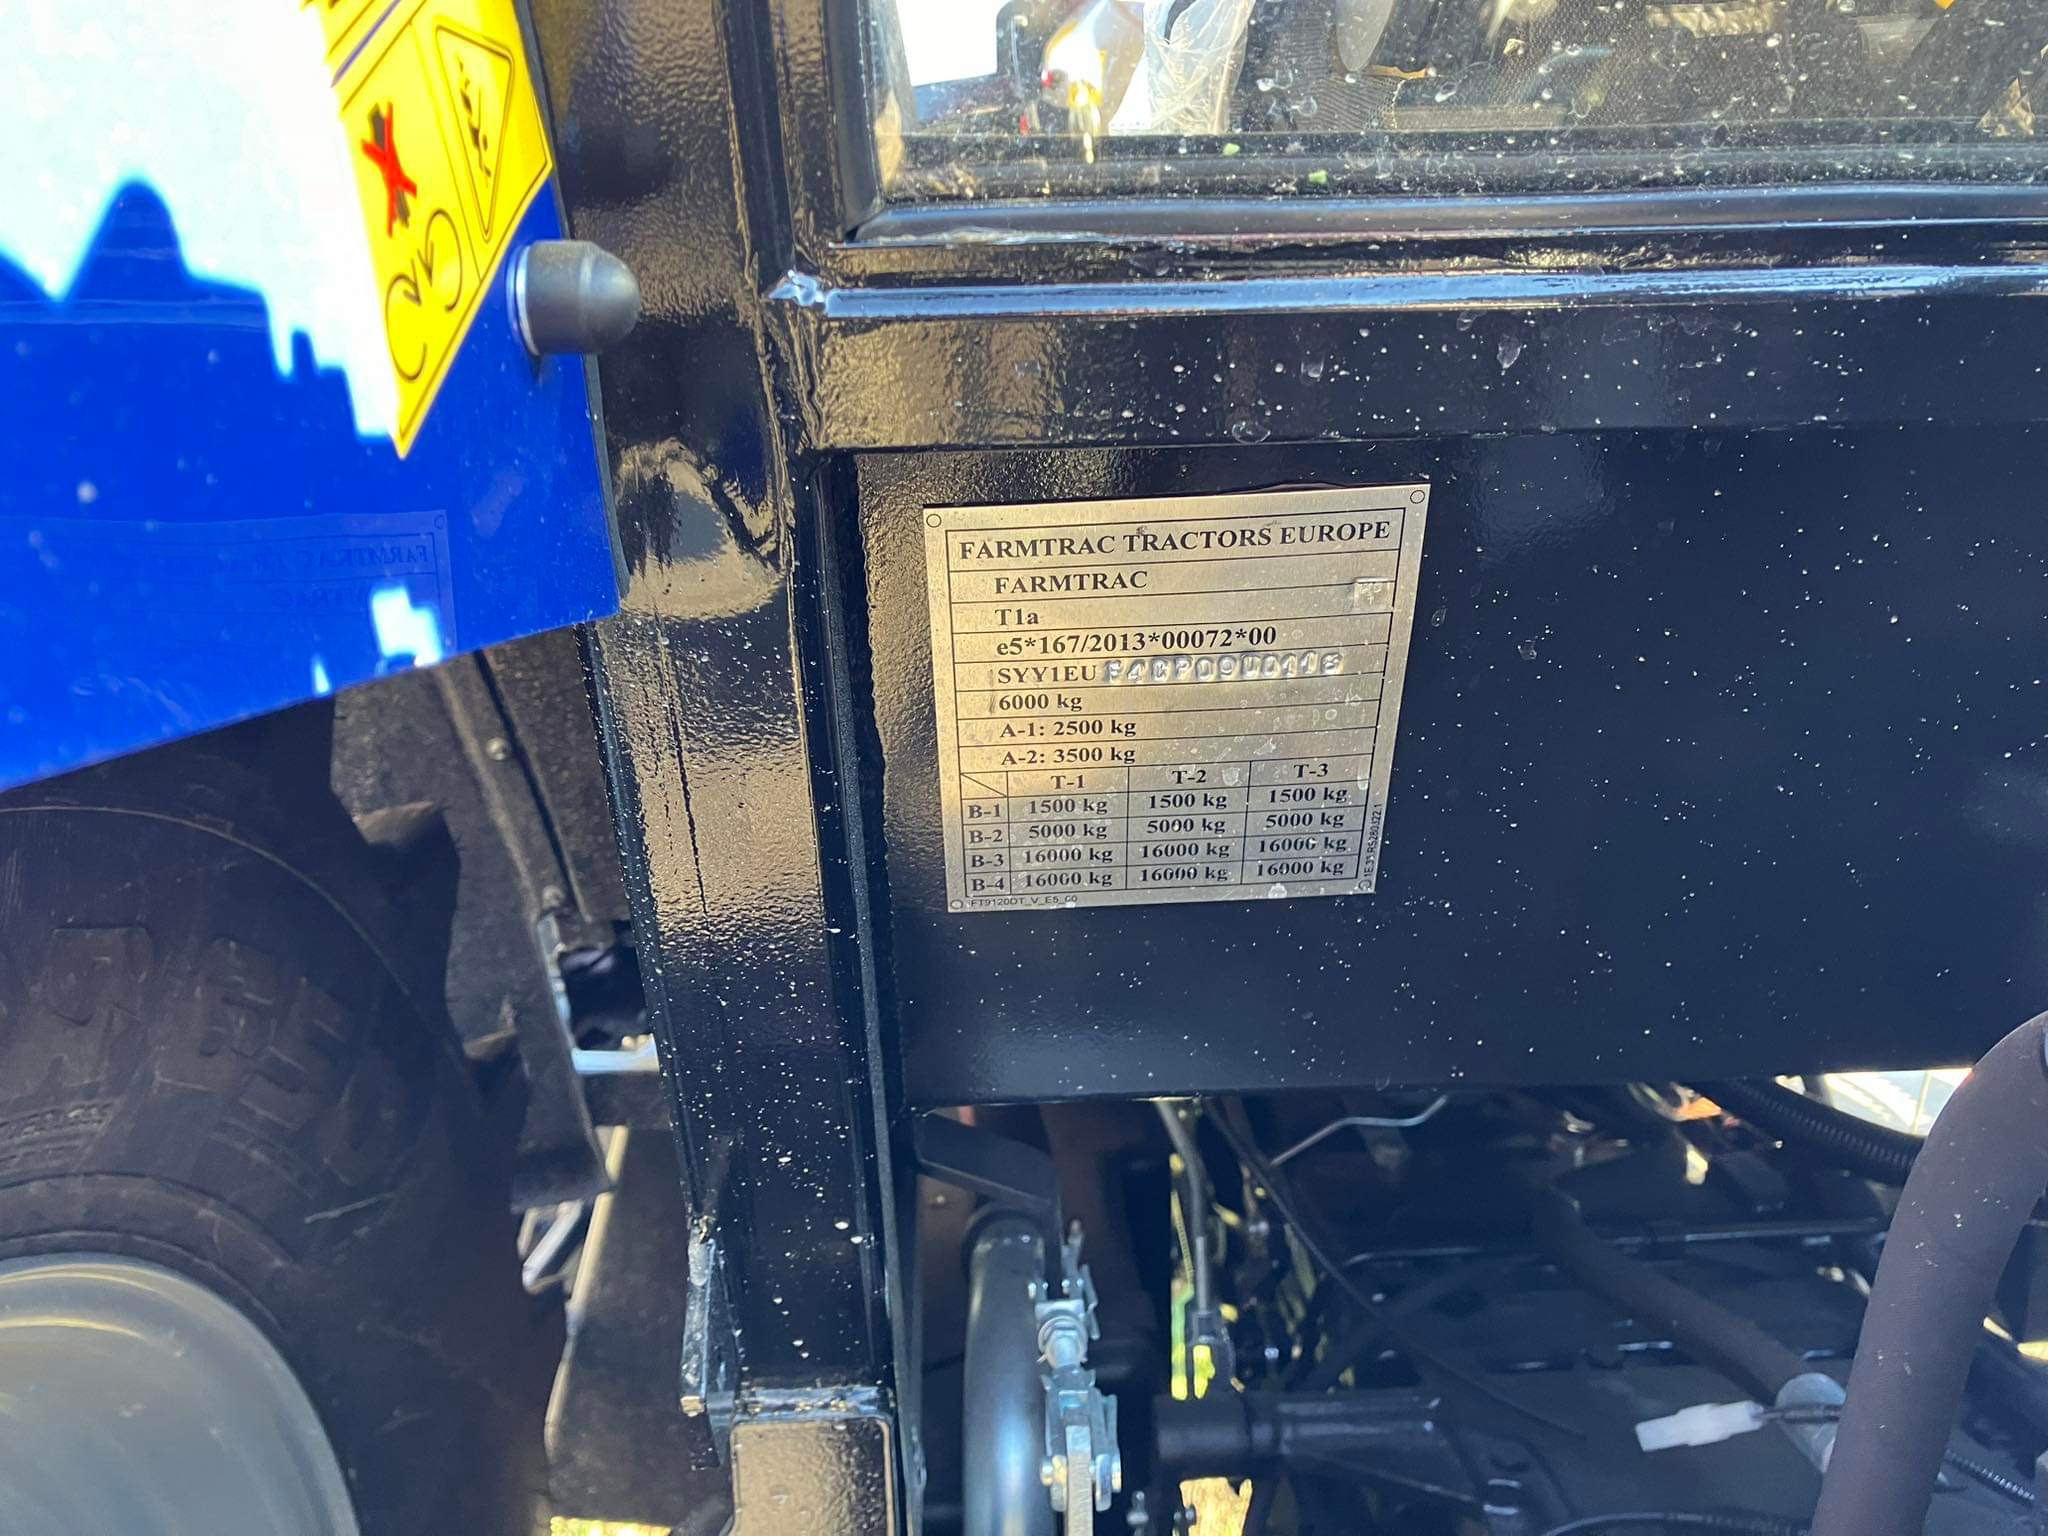 FARMTRAC TRACTORS EUROPE
FARMTRAC
T1a
e5*167/2013*00072*00
SYY1EU
6000 kg
A-1: 2500 kg
A-2: 3500 kg
T-1 T-2 T-3
B-1 1500 kg 1500 kg 1500 kg
B-2 5000 kg 5000 kg 5000 kg
B-3 16000 kg 16000 kg 16000 kg
B-4 16000 kg 16000 kg 16000 kg
FT9120DT_V_E5_00